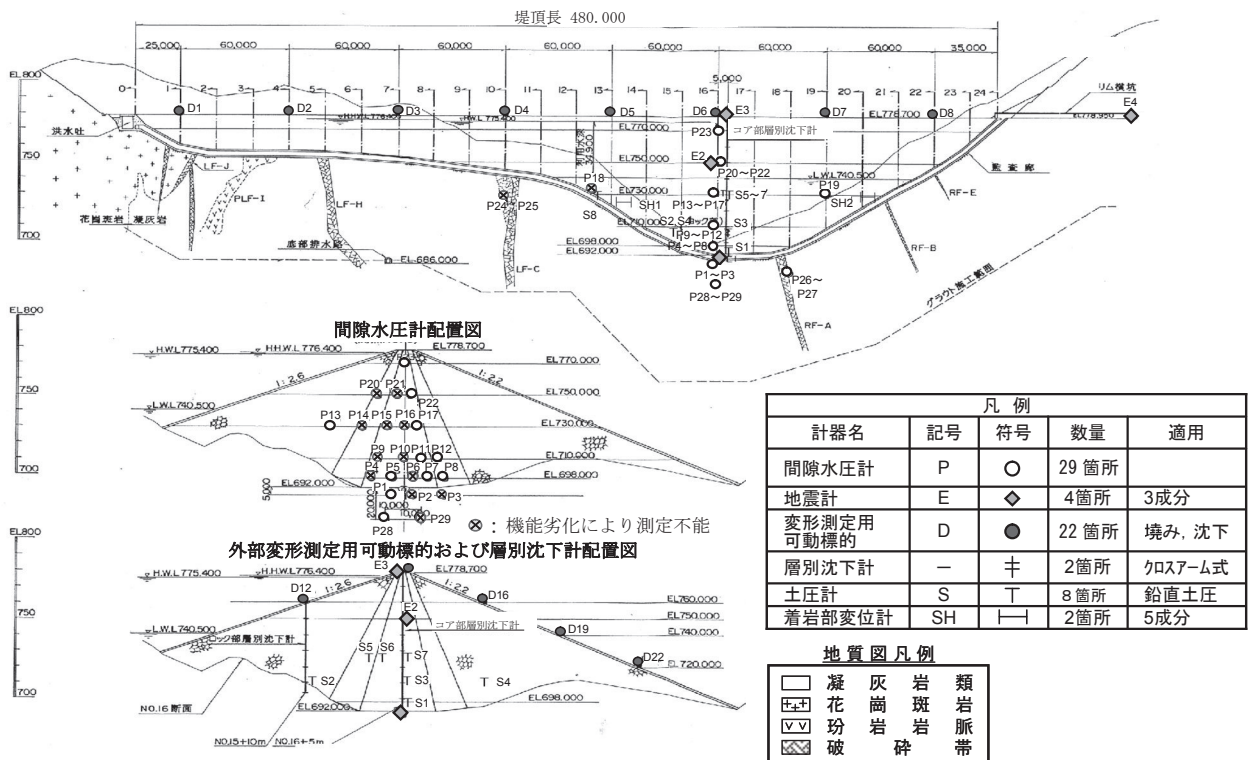 堤頂長 480.000
25,000 60,000 60,000 60,000 60,000 60,000 60,000 60,000 35,000
5,000
EL800
750
700
0 1 2 3 4 5 6 7 8 9 10 11 12 13 14 15 16 17 18 19 20 21 22 23 24
D1 D2 D3 D4 D5 D6 E3 D7 D8
リム横坑
E4
EL778.950
H.H.W.L 776.400
H.W.L 775.400
EL778.700
洪水吐
EL770.000
P23
コア部層別沈下計
EL750.000
E2
P20～P22
LF-J
PLF-I
LF-H
P18
L.W.L740.500
監査廊
EL730.000
S5～7
P19
SH2
RF-E
P24 P25
S8
SH1
P13～P17
花崗斑岩 凝灰岩
EL710.000
S2 S4
S3
P9～P12
底部排水路
EL698.000
P4～P8
S1
RF-B
EL686.000
EL692.000
LF-C
P1～P3
P26～
P27
P28～P29
グラウト施工範囲
RF-A
間隙水圧計配置図
EL800
750
700
H.W.L775.400
H.H.W.L 776.400
EL778.700
EL770.000
1:2.6
1:2.2
P20 P21
EL750.000
P22
L.W.L740.500
P13 P14 P15 P16 P17
EL730.000
P9 P10 P11 P12
EL710.000
P4 P5 P6 P7 P8
EL698.000
EL692.000
P1 P2 P3
5,000
20,000
10,000
10,000
P28
P29
⊗ : 機能劣化により測定不能
外部変形測定用可動標的および層別沈下計配置図
EL800
750
700
H.W.L775.400
H.H.W.L776.400
E3
EL778.700
1:2.6
1:2.2
D12
D16
EL760.000
E2
EL750.000
L.W.L740.500
コア部層別沈下計
EL740.000
D19
ロック部層別沈下計
S5 S6
S7
D22
EL720.000
S2
S3
S4
S1
EL698.000
EL692.000
NO.16断面
NO.15+10m NO.16+5m
凡 例
計器名 記号 符号 数量 適用
間隙水圧計 P 29 箇所
地震計 E 4箇所 3成分
変形測定用
可動標的 D 22 箇所 撓み, 沈下
層別沈下計 － 2箇所 クロスアーム式
土圧計 S 8箇所 鉛直土圧
着岩部変位計 SH 2箇所 5成分
地質図凡例
凝灰岩類
花崗斑岩
玢岩岩脈
破砕帯